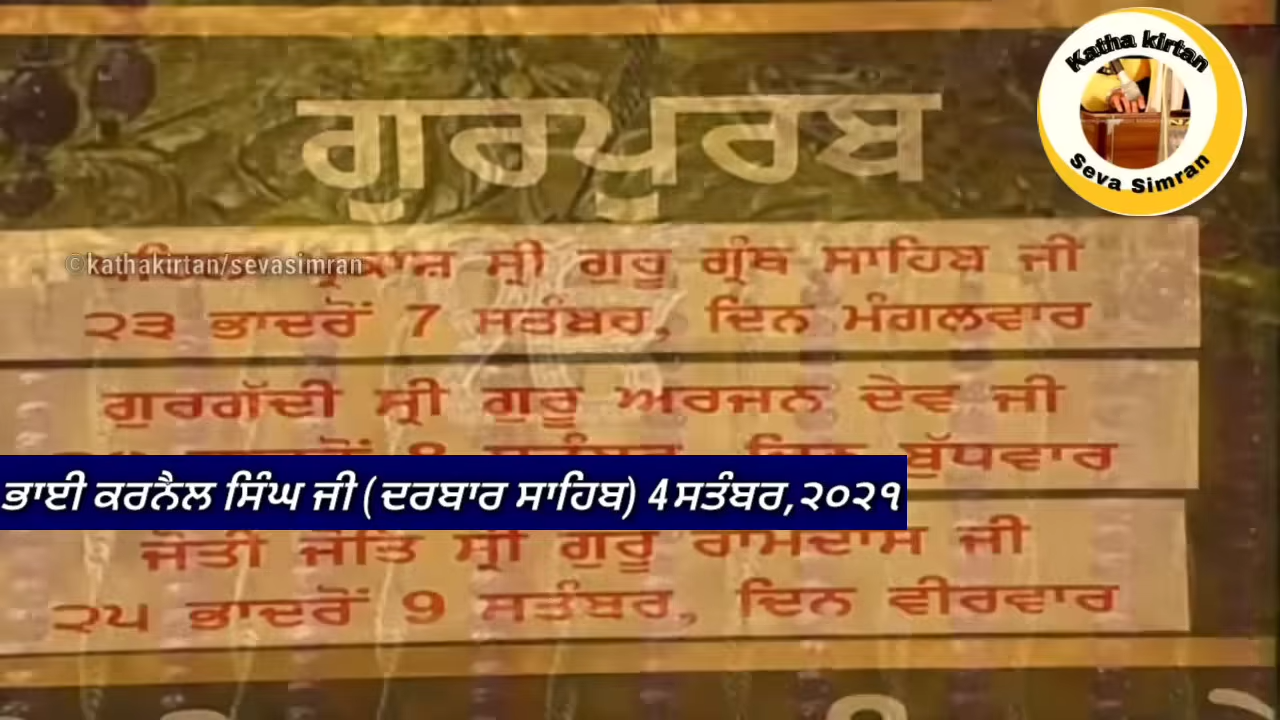 Katha kirtan
Seva Simran
ਗੁਰਪੁਰਬ
©kathakirtan/sevasimran
ਸ੍ਰੀ ਗੁਰੂ ਗ੍ਰੰਥ ਸਾਹਿਬ ਜੀ
੨੩ ਭਾਦਰੋਂ 7 ਸਤੰਬਰ, ਦਿਨ ਮੰਗਲਵਾਰ
ਗੁਰਗੱਦੀ ਸ੍ਰੀ ਗੁਰੂ ਅਰਜਨ ਦੇਵ ਜੀ
ਬੁੱਧਵਾਰ
ਭਾਈ ਕਰਨੈਲ ਸਿੰਘ ਜੀ (ਦਰਬਾਰ ਸਾਹਿਬ) 4 ਸਤੰਬਰ,੨੦੨੧
ਜੋਤੀ ਜੋਤਿ ਸ੍ਰੀ ਗੁਰੂ ਰਾਮਦਾਸ ਜੀ
੨੫ ਭਾਦਰੋਂ 9 ਸਤੰਬਰ, ਦਿਨ ਵੀਰਵਾਰ